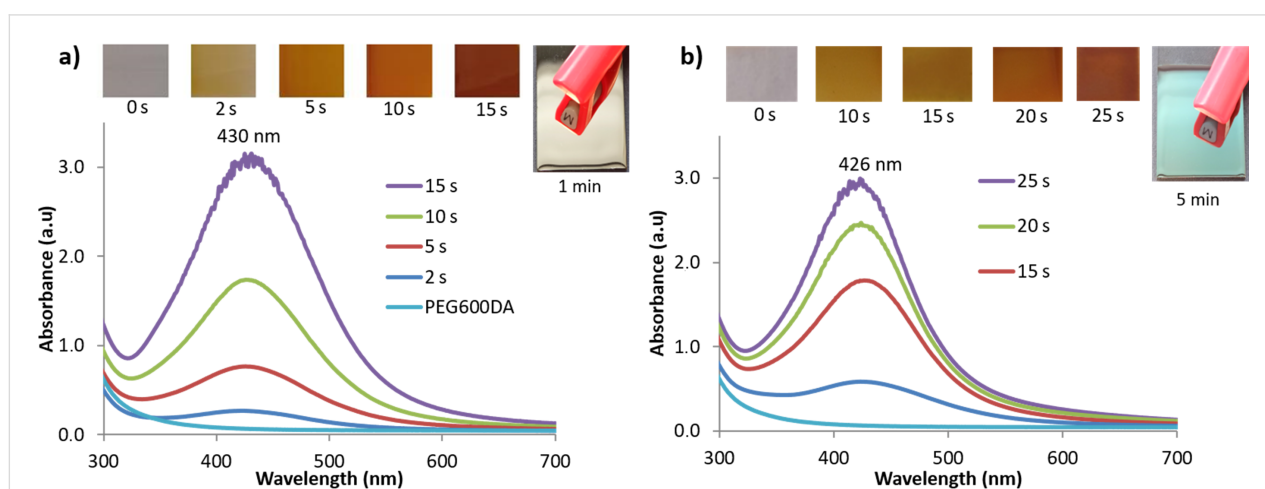 a)
0 s
2 s
5 s
10 s
15 s
1 min
430 nm
3.0
2.0
1.0
0.0
Absorbance (a.u)
15 s
10 s
5 s
2 s
PEG600DA
300
400
500
600
700
Wavelength (nm)
b)
0 s
10 s
15 s
20 s
25 s
5 min
426 nm
3.0
2.0
1.0
0.0
Absorbance (a.u)
25 s
20 s
15 s
300
400
500
600
700
Wavelength (nm)